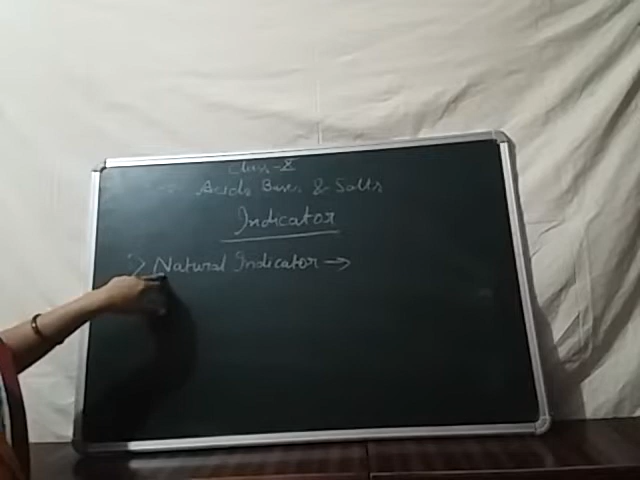 Class-X
Acids Bases & Salts
Indicator
Natural Indicator →